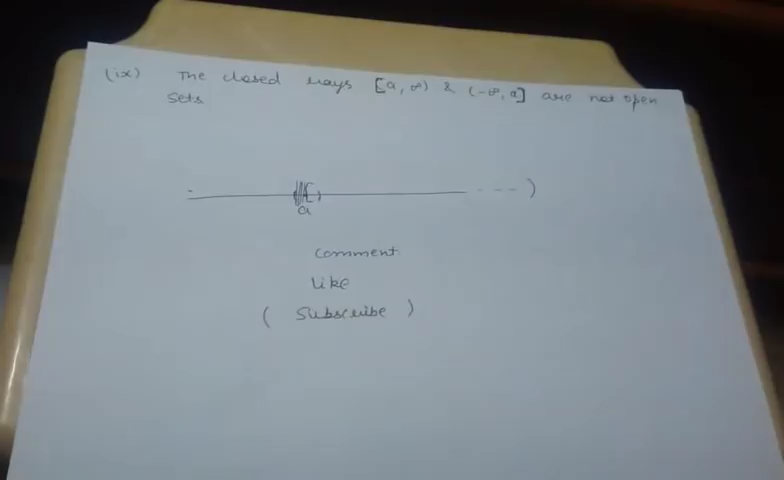 (ix) The closed rays [a, ∞) & (-∞, a] are not open
sets
[ ) - - - - )
a
comment
Like
( Subscribe )